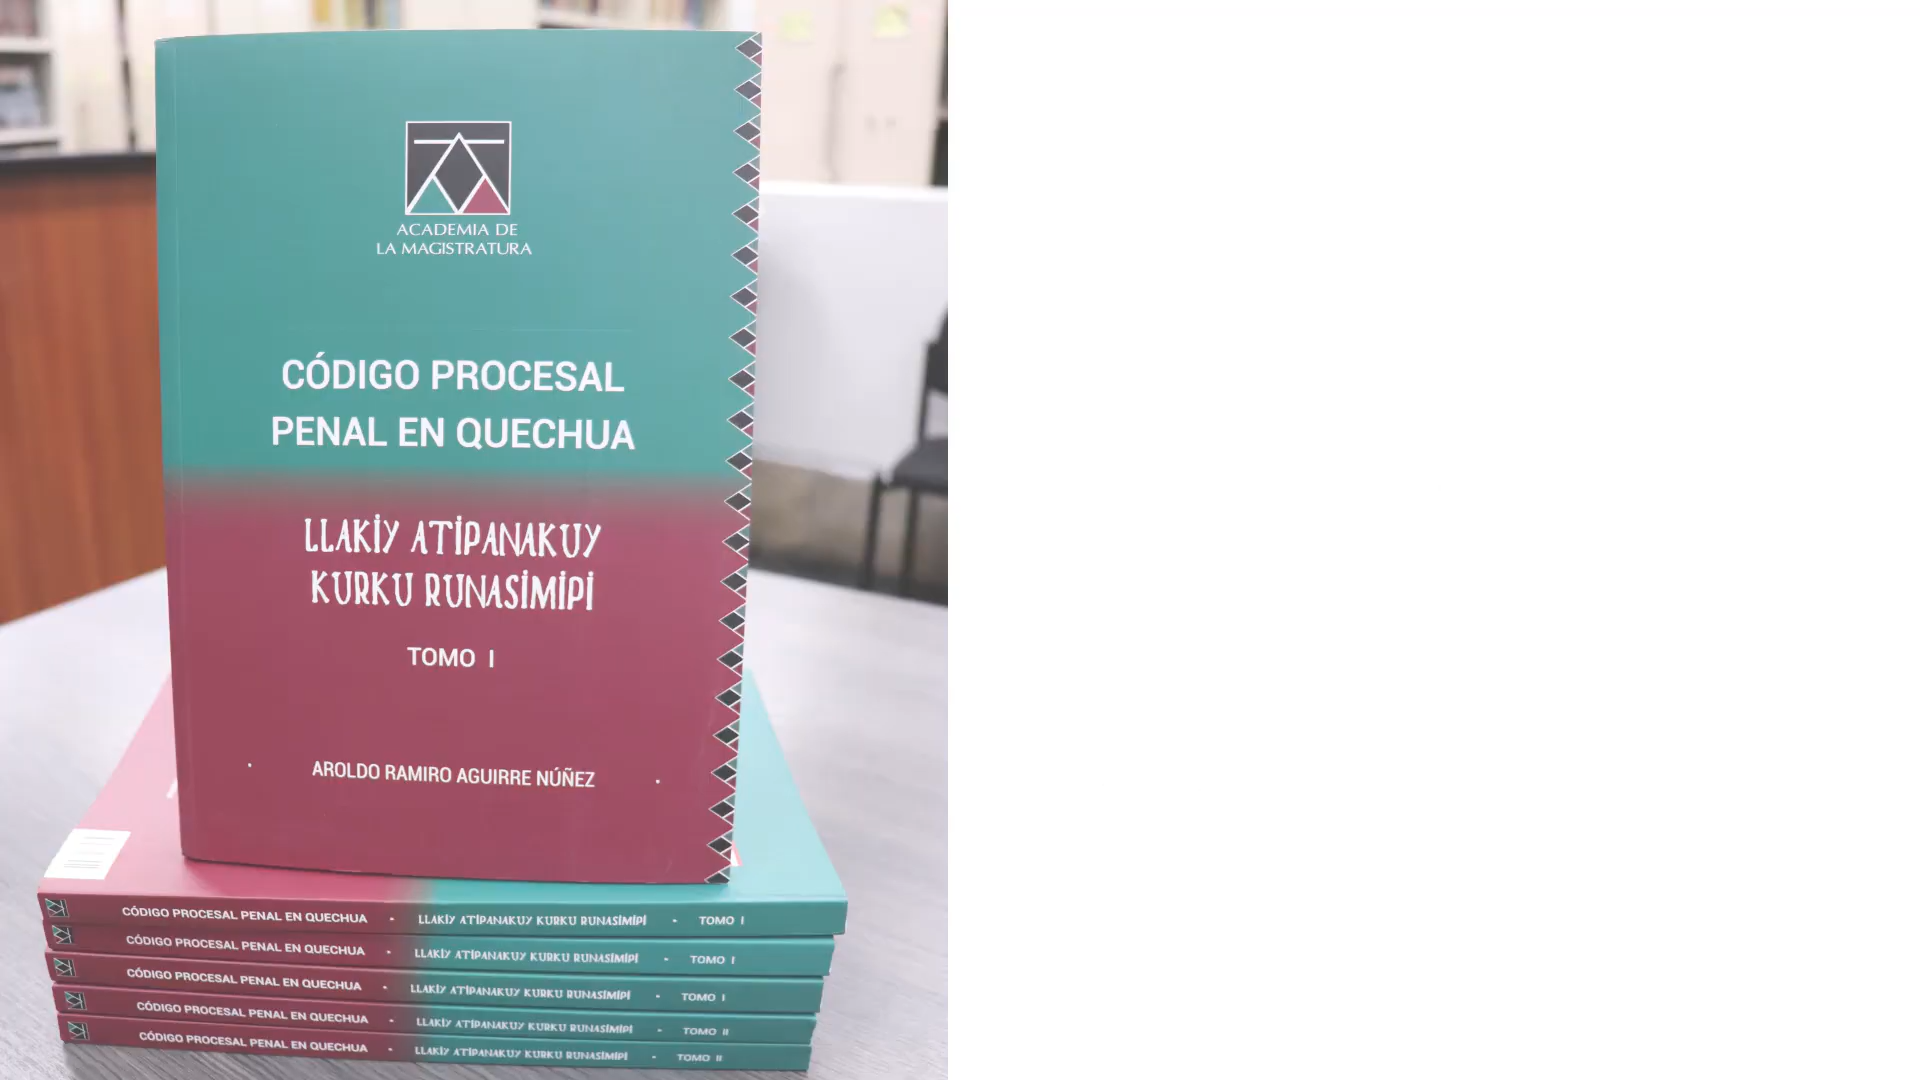 ACADEMIA DE
LA MAGISTRATURA
CÓDIGO PROCESAL
PENAL EN QUECHUA
LLAKIY ATIPANAKUY
KURKU RUNASIMIPI
TOMO I
AROLDO RAMIRO AGUIRRE NÚÑEZ
CÓDIGO PROCESAL PENAL EN QUECHUA • LLAKIY ATIPANAKUY KURKU RUNASIMIPI • TOMO I
CÓDIGO PROCESAL PENAL EN QUECHUA • LLAKIY ATIPANAKUY KURKU RUNASIMIPI • TOMO I
CÓDIGO PROCESAL PENAL EN QUECHUA • LLAKIY ATIPANAKUY KURKU RUNASIMIPI • TOMO I
CÓDIGO PROCESAL PENAL EN QUECHUA • LLAKIY ATIPANAKUY KURKU RUNASIMIPI • TOMO II
CÓDIGO PROCESAL PENAL EN QUECHUA • LLAKIY ATIPANAKUY KURKU RUNASIMIPI • TOMO II